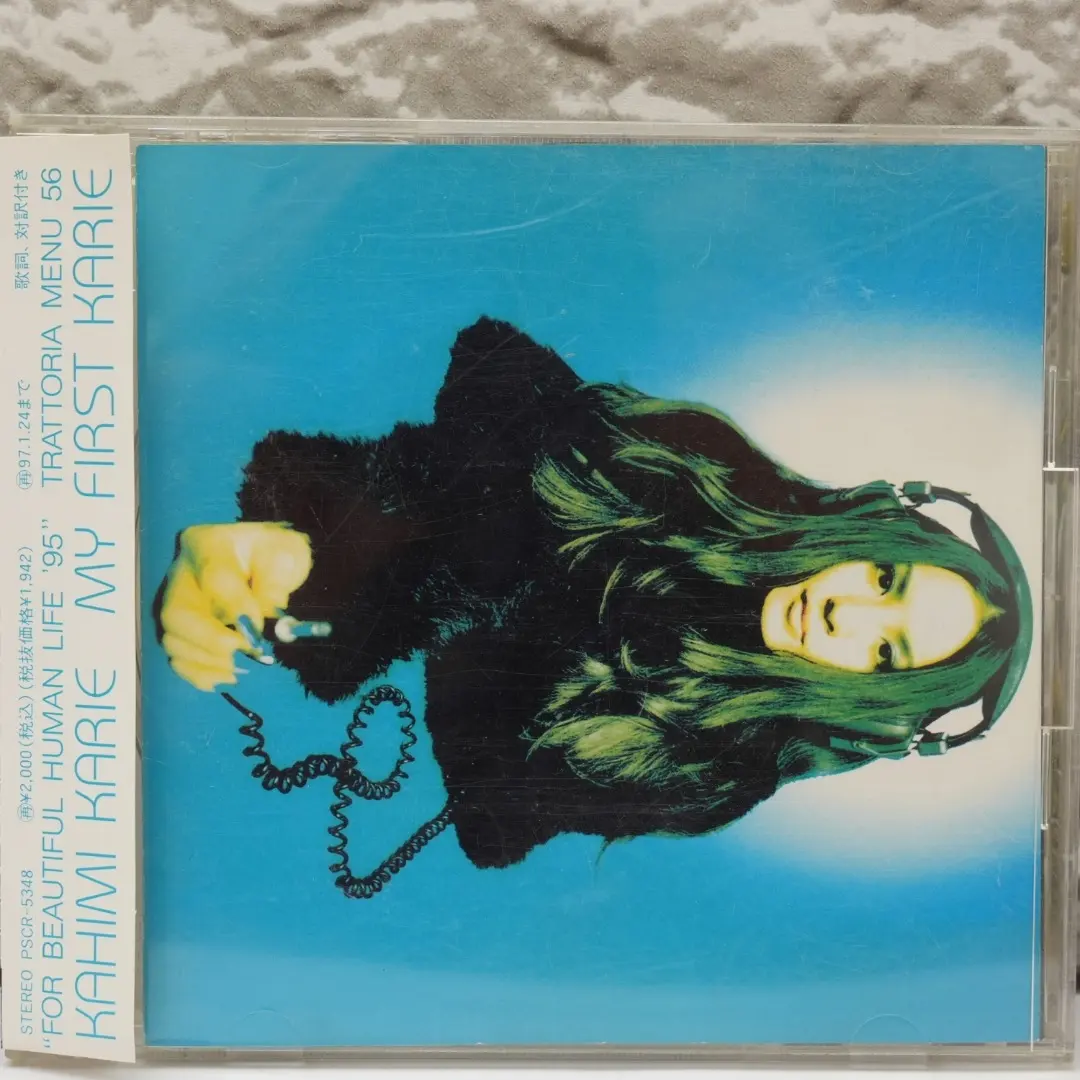 STEREO PSCR-5348 再¥2,000(税込)(税抜価格¥1,942) 再97.1.24まで 歌詞、対訳付き
"FOR BEAUTIFUL HUMAN LIFE '95" TRATTORIA MENU 56
KAHIMI KARIE MY FIRST KARIE